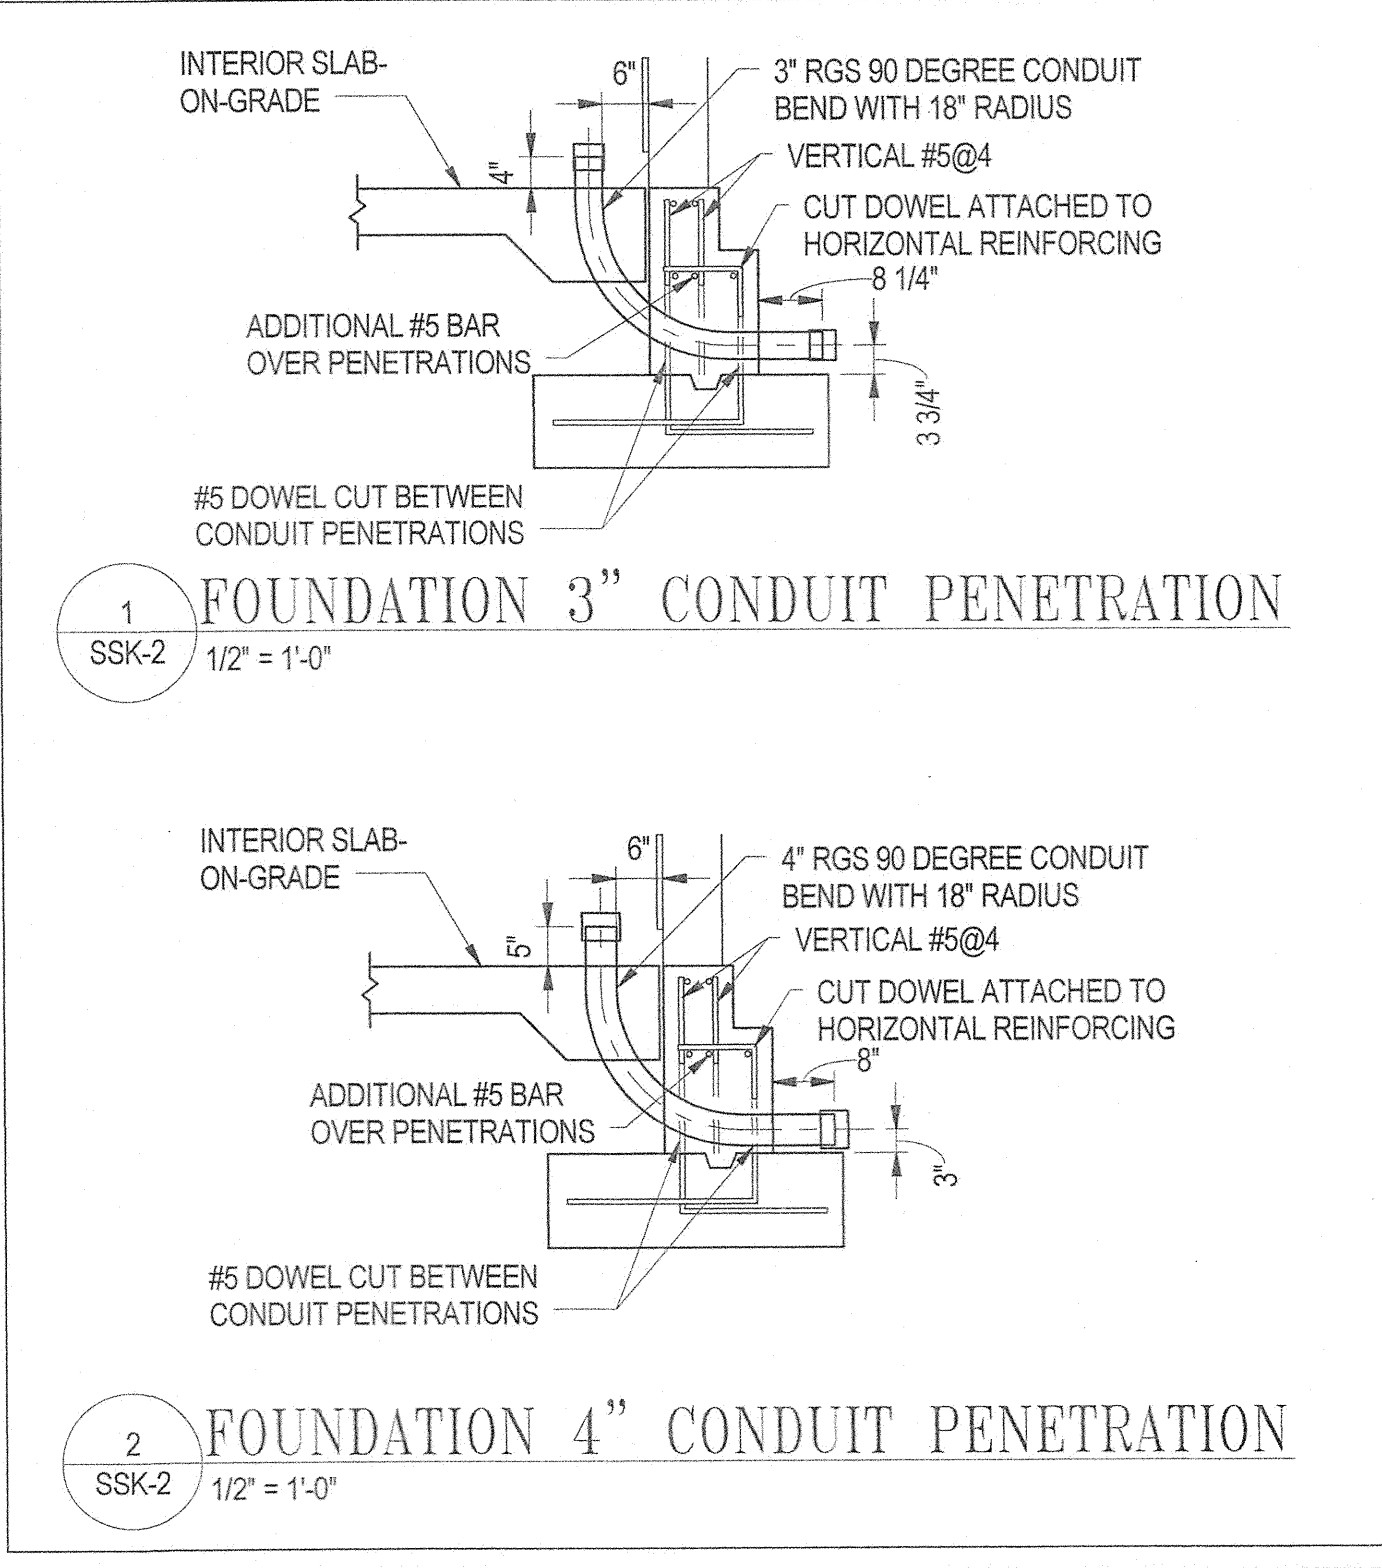 INTERIOR SLAB-
ON-GRADE
6"
3" RGS 90 DEGREE CONDUIT
BEND WITH 18" RADIUS
4"
VERTICAL #5@4
CUT DOWEL ATTACHED TO
HORIZONTAL REINFORCING
8 1/4"
ADDITIONAL #5 BAR
OVER PENETRATIONS
3 3/4"
#5 DOWEL CUT BETWEEN
CONDUIT PENETRATIONS
1
SSK-2
FOUNDATION 3” CONDUIT PENETRATION
1/2" = 1'-0"
INTERIOR SLAB-
ON-GRADE
6"
4" RGS 90 DEGREE CONDUIT
BEND WITH 18" RADIUS
5"
VERTICAL #5@4
CUT DOWEL ATTACHED TO
HORIZONTAL REINFORCING
8"
ADDITIONAL #5 BAR
OVER PENETRATIONS
3"
#5 DOWEL CUT BETWEEN
CONDUIT PENETRATIONS
2
SSK-2
FOUNDATION 4” CONDUIT PENETRATION
1/2" = 1'-0"